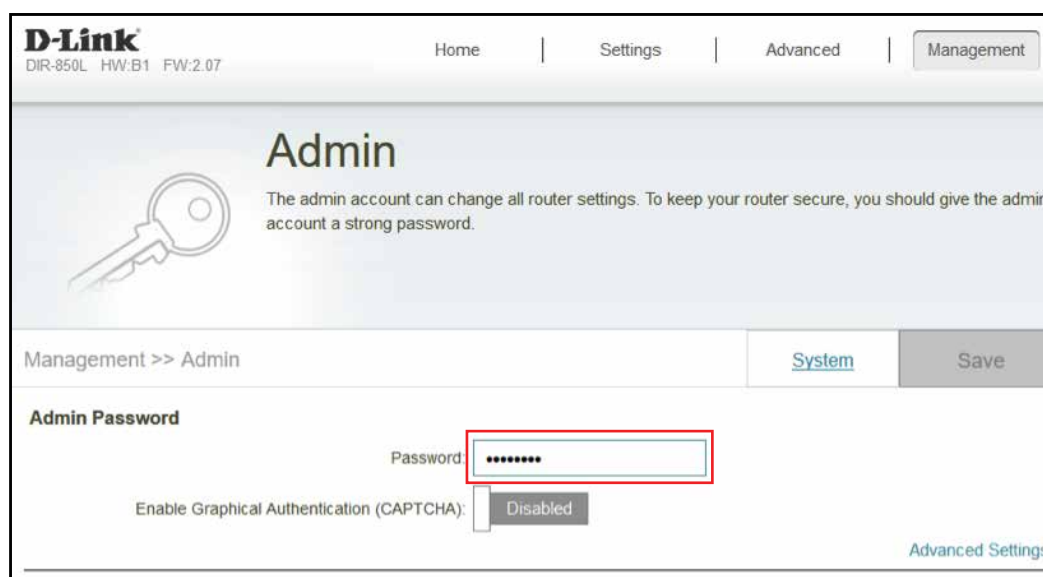 D-Link
DIR-850L HW:B1 FW:2.07
Home | Settings | Advanced | Management
Admin
The admin account can change all router settings. To keep your router secure, you should give the admin
account a strong password.
Management >> Admin
System
Save
Admin Password
Password: ••••••••
Enable Graphical Authentication (CAPTCHA): Disabled
Advanced Settings